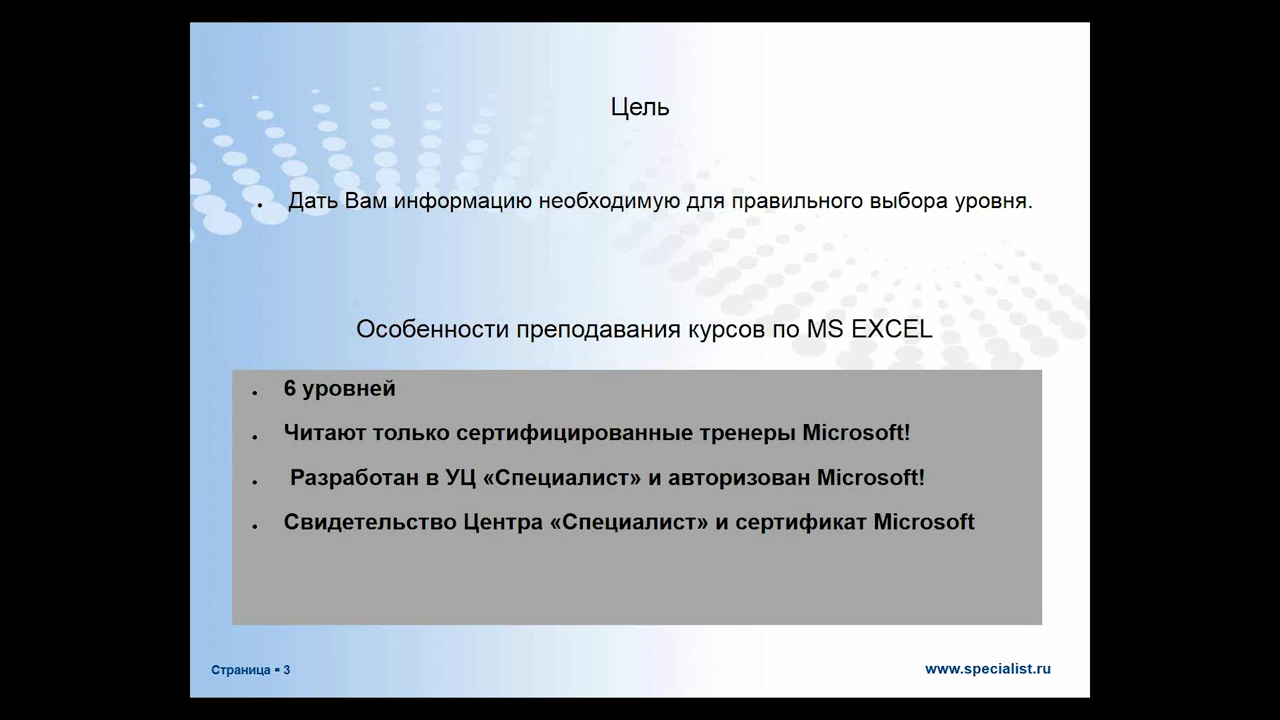 Цель
• Дать Вам информацию необходимую для правильного выбора уровня.
Особенности преподавания курсов по MS EXCEL
• 6 уровней
• Читают только сертифицированные тренеры Microsoft!
• Разработан в УЦ «Специалист» и авторизован Microsoft!
• Свидетельство Центра «Специалист» и сертификат Microsoft
Страница ▪ 3
www.specialist.ru